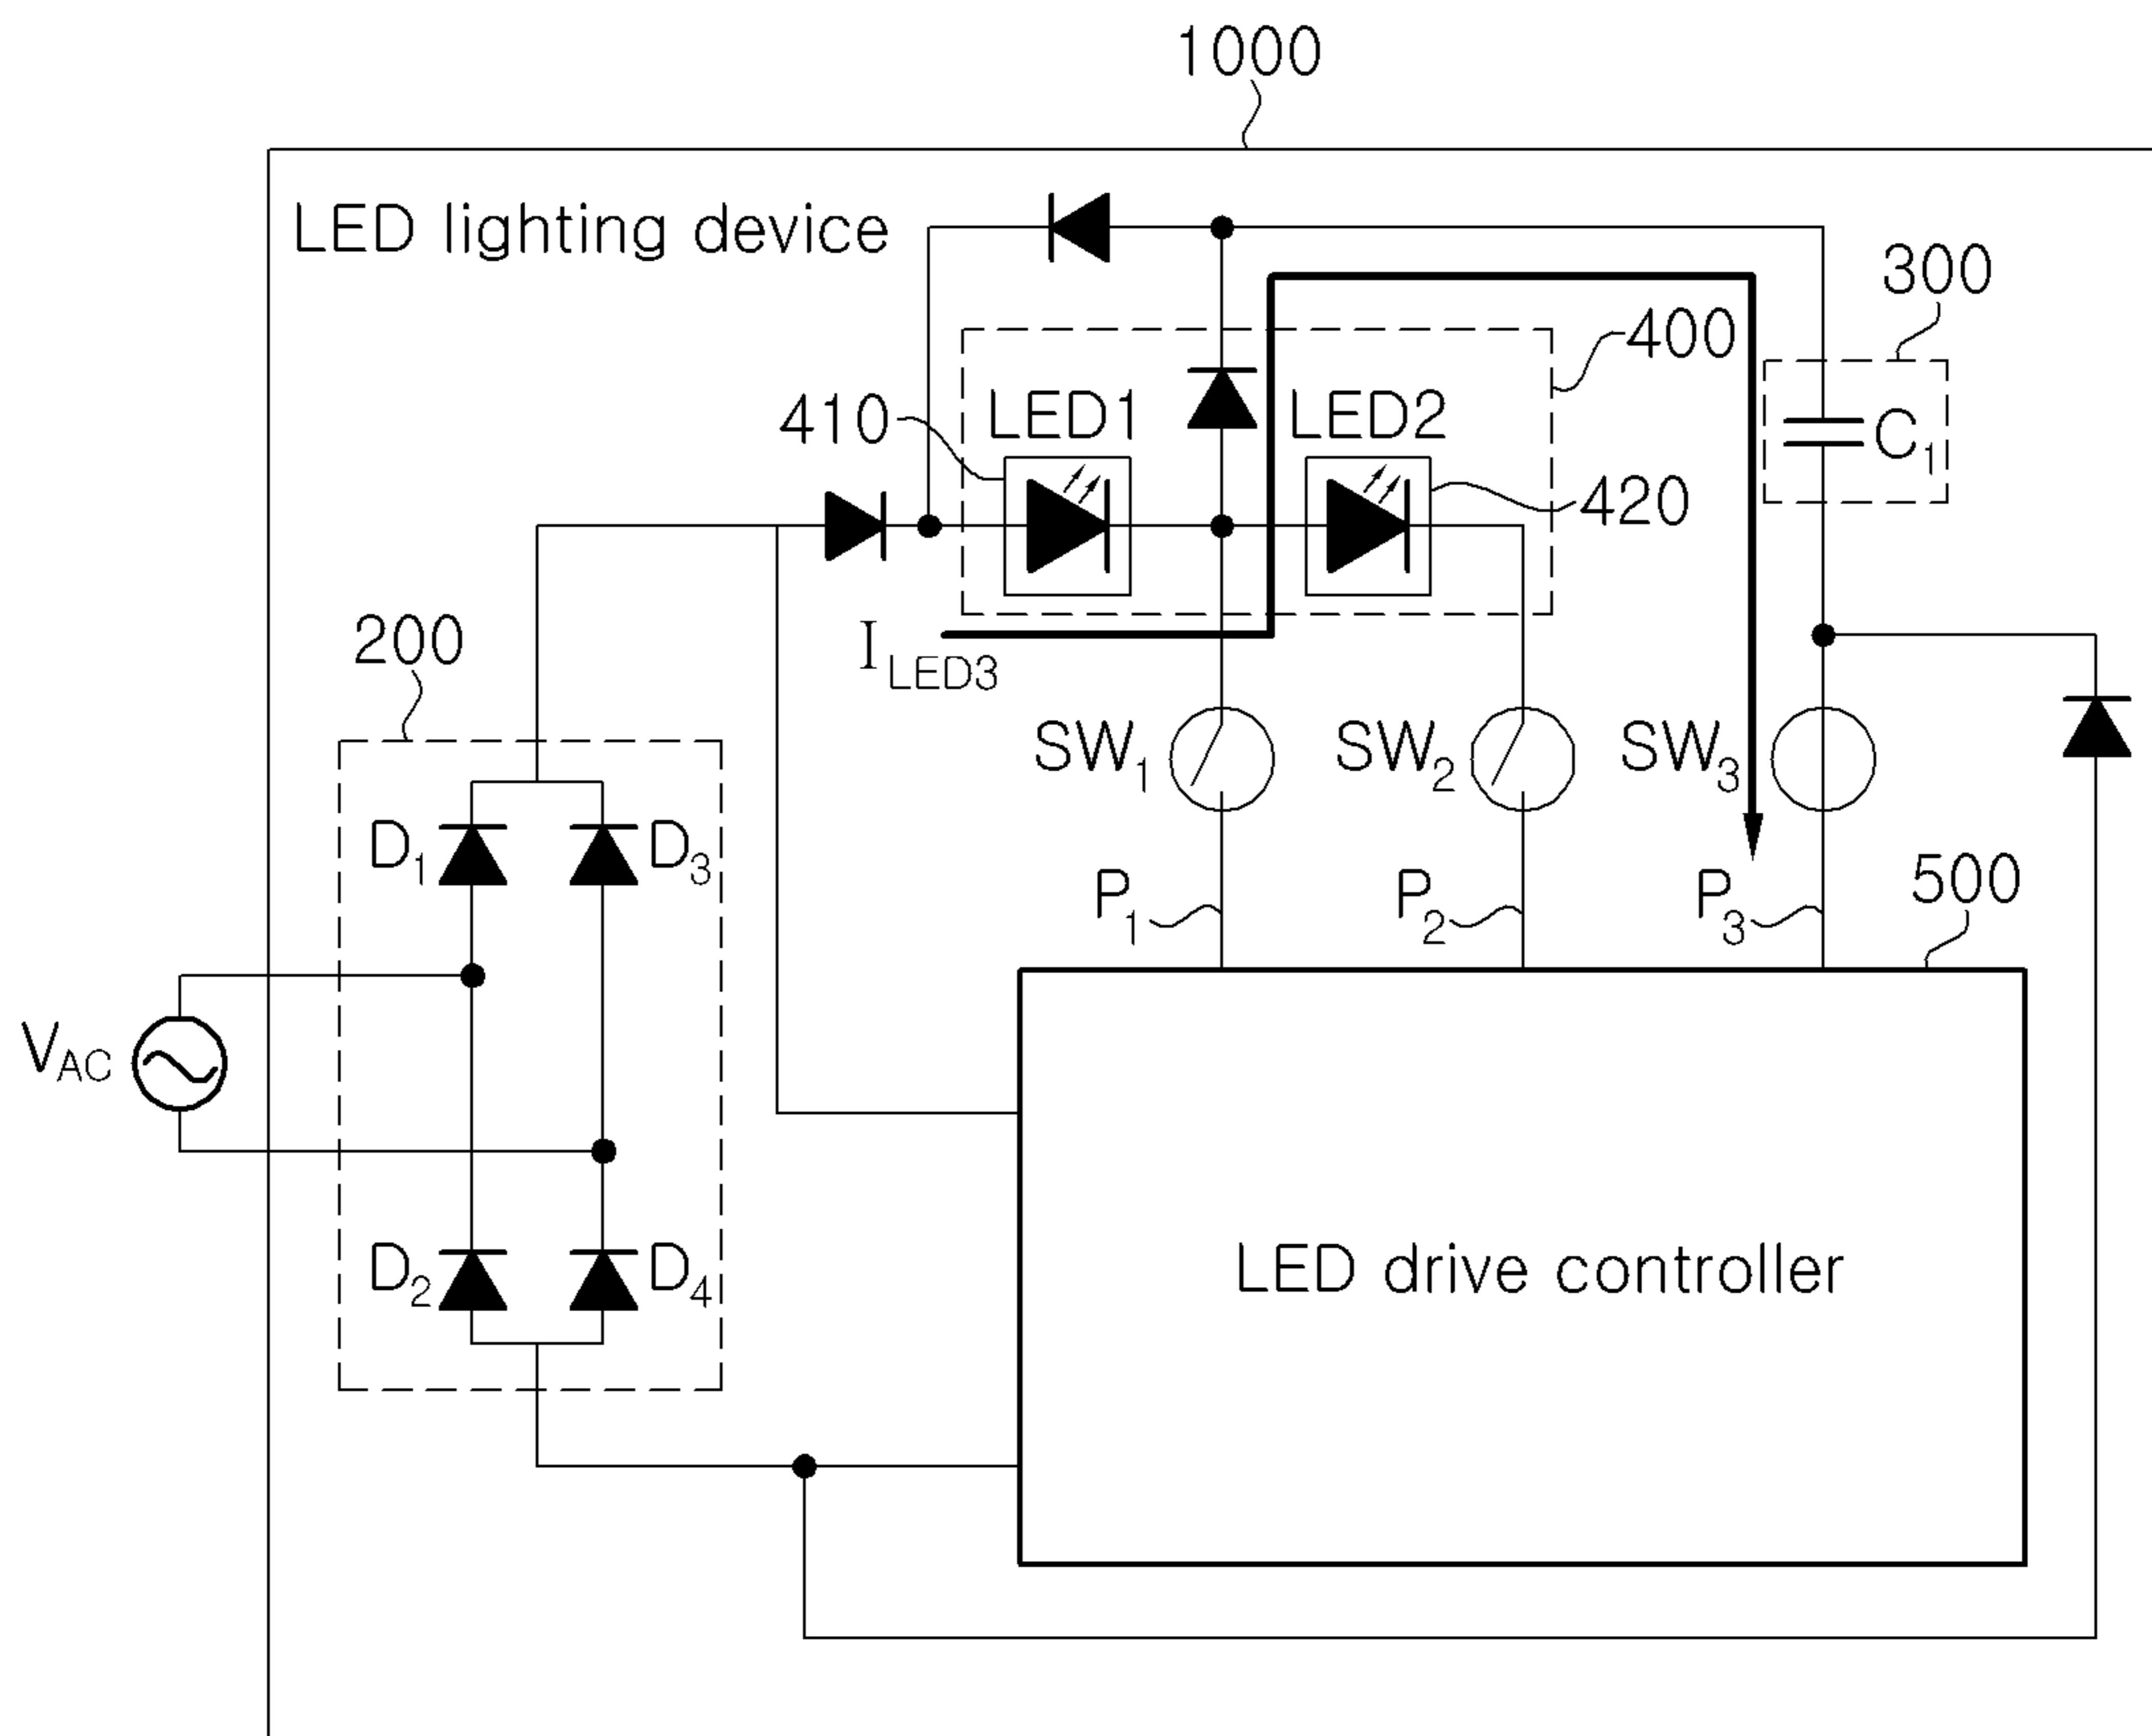 1000
LED lighting device
300
400
410
LED1
LED2
C1
420
200
ILED3
SW1
SW2
SW3
D1
D3
P1
P2
P3
500
VAC
D2
D4
LED drive controller